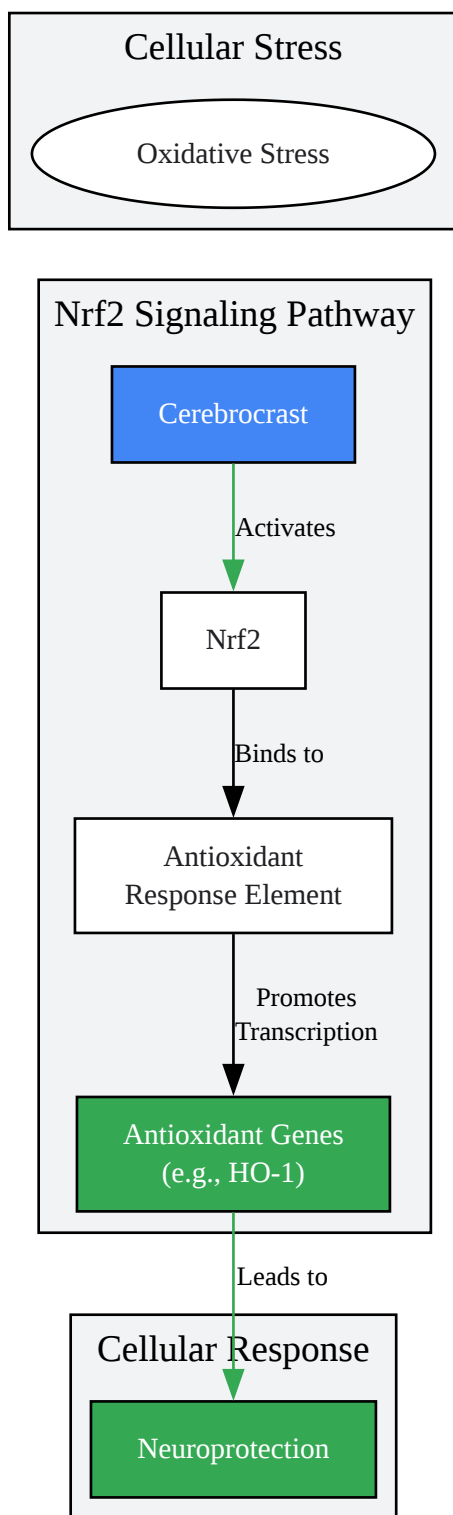 Cellular Stress
Oxidative Stress
Nrf2 Signaling Pathway
Cerebrocrast
Activates
Nrf2
Binds to
Antioxidant
Response Element
Promotes
Transcription
Antioxidant Genes
(e.g., HO-1)
Leads to
Cellular Response
Neuroprotection